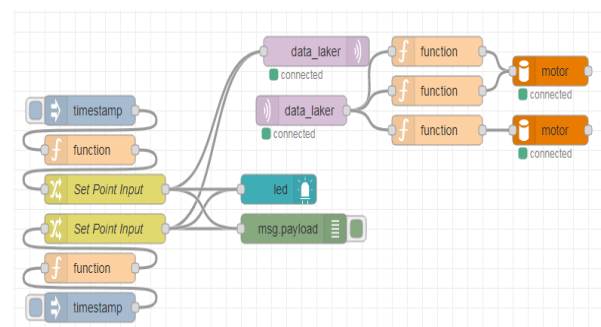 data_laker
connected
function
function
motor
connected
data_laker
connected
function
motor
connected
timestamp
function
Set Point Input
led
Set Point Input
msg.payload
function
timestamp